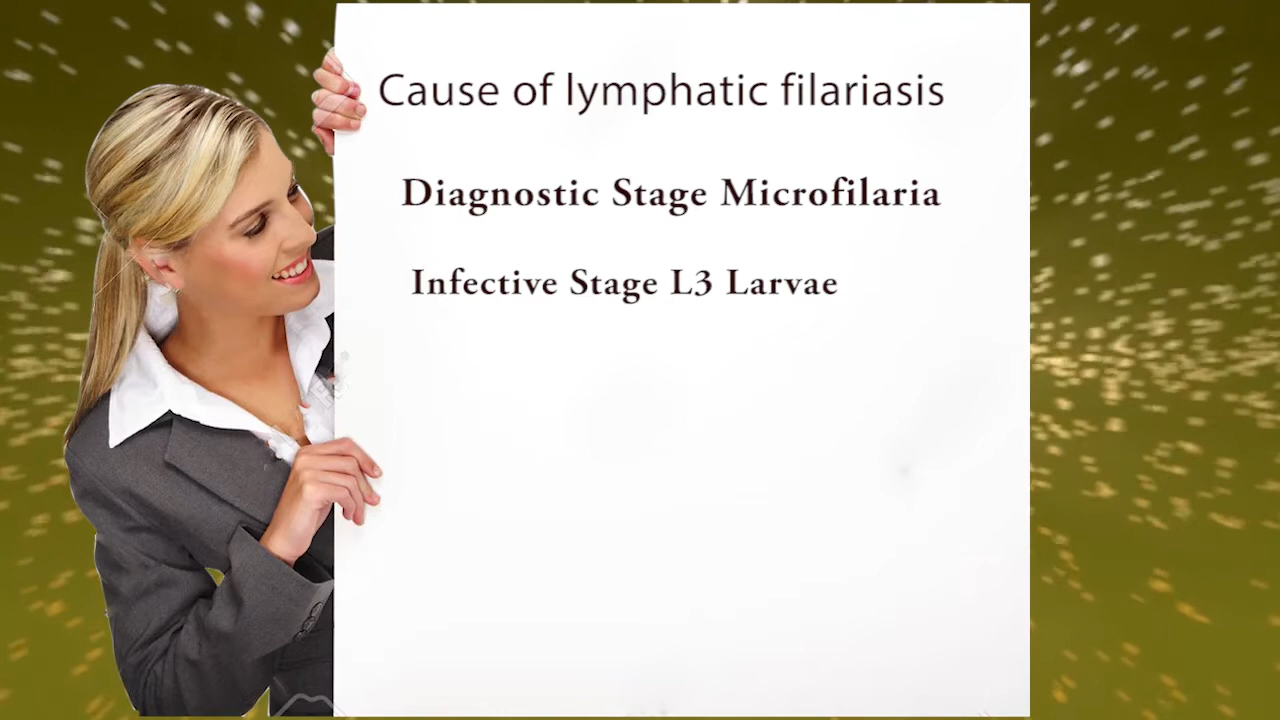 Cause of lymphatic filariasis
Diagnostic Stage Microfilaria
Infective Stage L3 Larvae